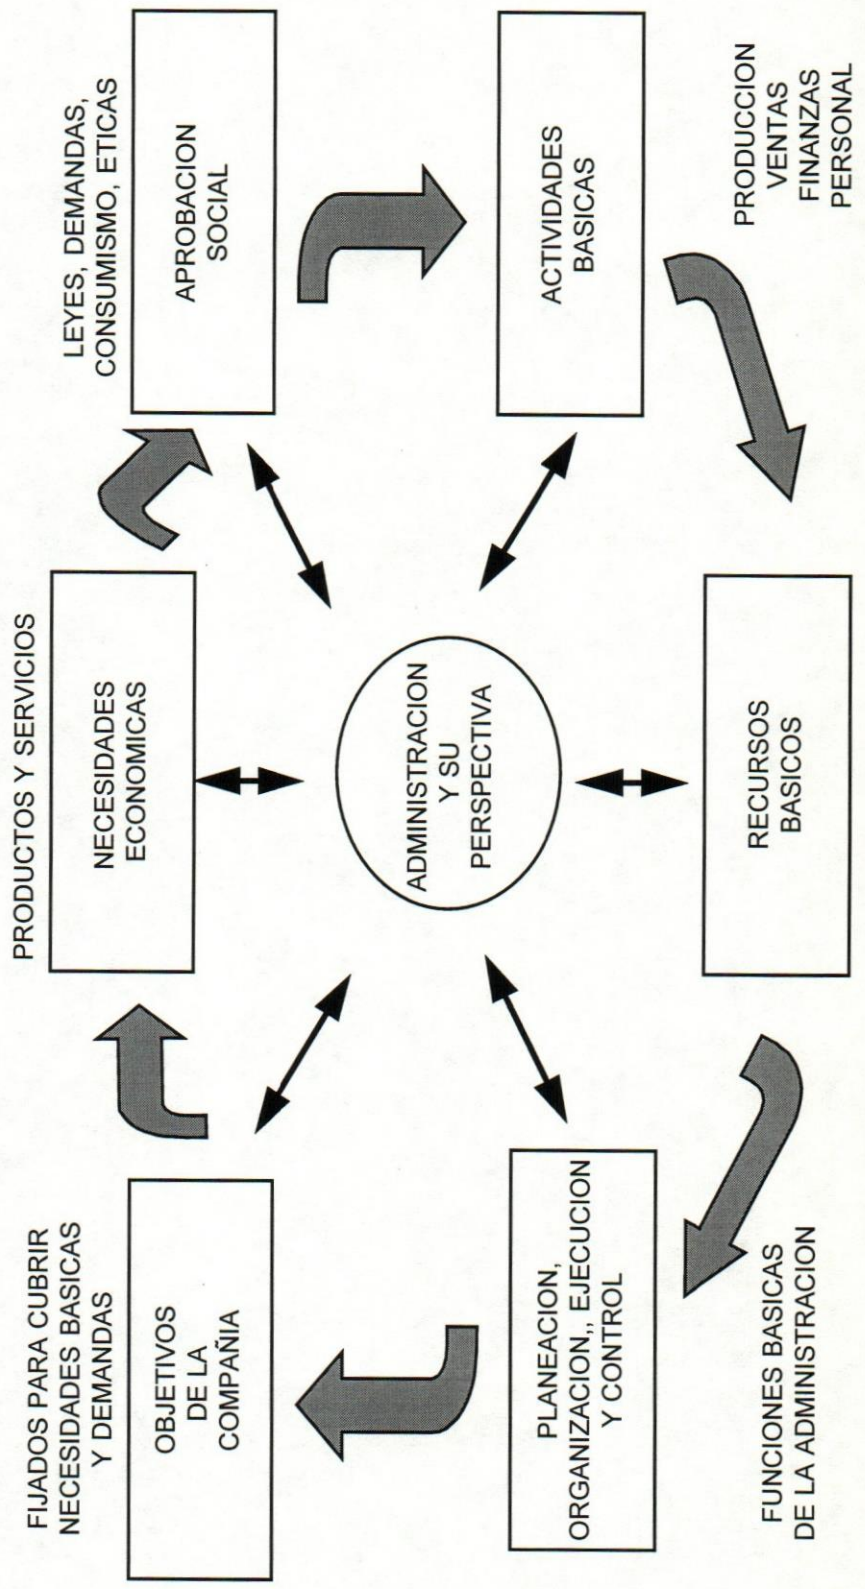 PRODUCTOS Y SERVICIOS
FIJADOS PARA CUBRIR
NECESIDADES BASICAS
Y DEMANDAS
LEYES, DEMANDAS,
CONSUMISMO, ETICAS
NECESIDADES
ECONOMICAS
OBJETIVOS
DE LA
COMPAÑIA
APROBACION
SOCIAL
ADMINISTRACION
Y SU
PERSPECTIVA
PLANEACION,
ORGANIZACION,, EJECUCION
Y CONTROL
ACTIVIDADES
BASICAS
RECURSOS
BASICOS
FUNCIONES BASICAS
DE LA ADMINISTRACION
PRODUCCION
VENTAS
FINANZAS
PERSONAL